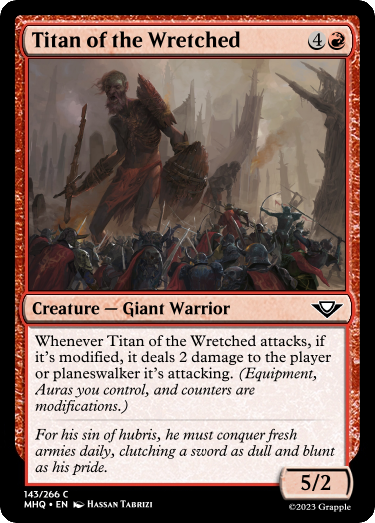 Titan of the Wretched 4
Creature — Giant Warrior
Whenever Titan of the Wretched attacks, if
it's modified, it deals 2 damage to the player
or planeswalker it's attacking. (Equipment,
Auras you control, and counters are
modifications.)
For his sin of hubris, he must conquer fresh
armies daily, clutching a sword as dull and blunt
as his pride.
5/2
143/266 C
MHQ • EN Hassan Tabrizi
©2023 Grapple